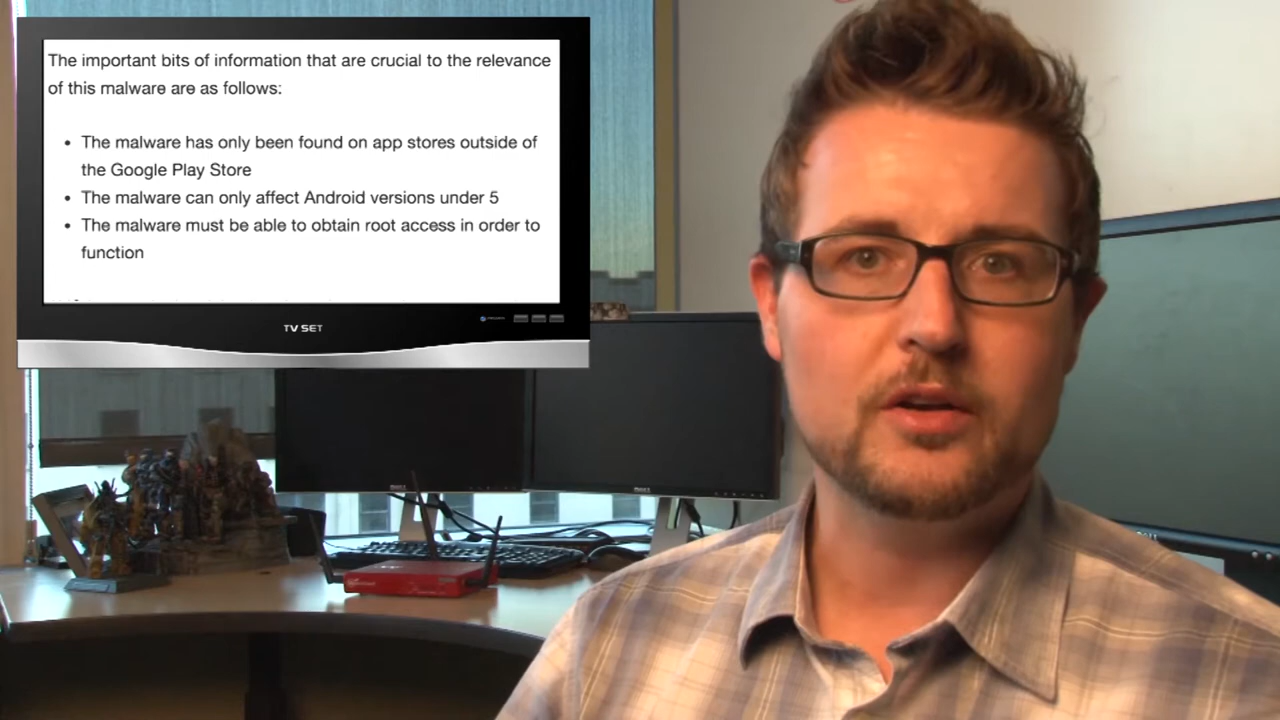 The important bits of information that are crucial to the relevance
of this malware are as follows:
• The malware has only been found on app stores outside of
the Google Play Store
• The malware can only affect Android versions under 5
• The malware must be able to obtain root access in order to
function
TV SET